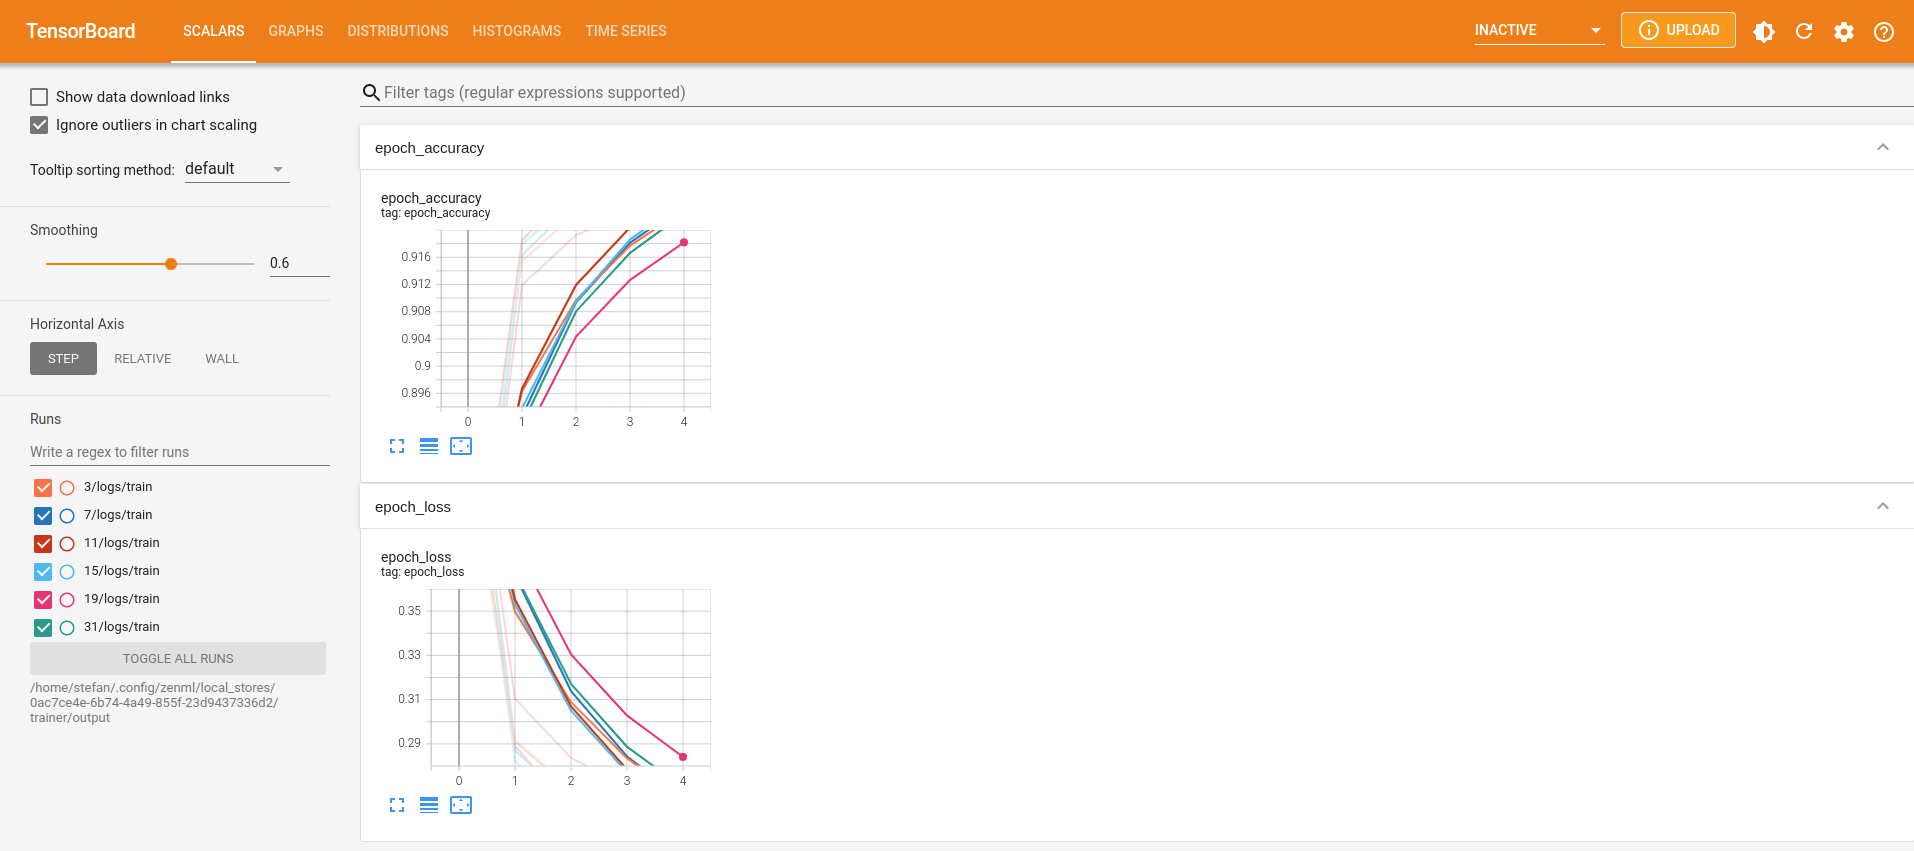 TensorBoard
SCALARS GRAPHS DISTRIBUTIONS HISTOGRAMS TIME SERIES
INACTIVE
UPLOAD
Show data download links
Ignore outliers in chart scaling
Tooltip sorting method: default
Smoothing
0.6
Horizontal Axis
STEP RELATIVE WALL
Runs
Write a regex to filter runs
3/logs/train
7/logs/train
11/logs/train
15/logs/train
19/logs/train
31/logs/train
TOGGLE ALL RUNS
/home/stefan/.config/zenml/local_stores/
0ac7ce4e-6b74-4a49-855f-23d9437336d2/
trainer/output
Filter tags (regular expressions supported)
epoch_accuracy
epoch_accuracy
tag: epoch_accuracy
0.916
0.912
0.908
0.904
0.9
0.896
0 1 2 3 4
epoch_loss
epoch_loss
tag: epoch_loss
0.35
0.33
0.31
0.29
0 1 2 3 4